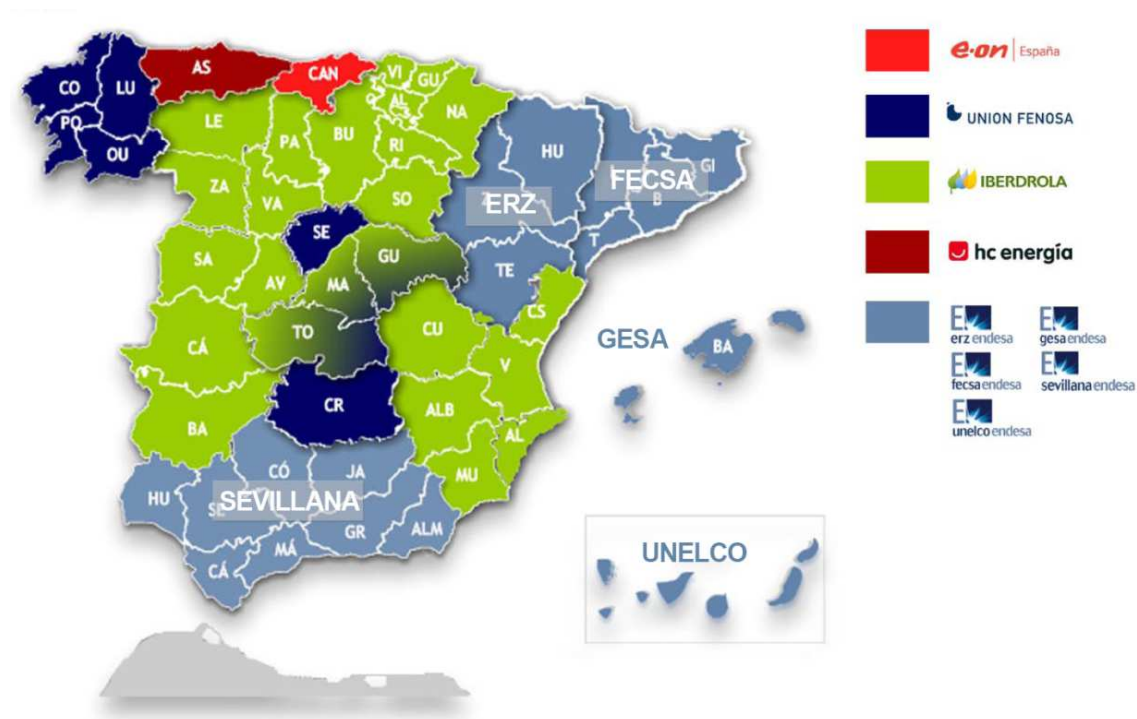 AS
CAN
CO
LU
PO
OU
LE
PA
BU
VI
GU
AL
NA
RI
ZA
VA
SO
HU
GI
FECSA
B
ERZ
SE
T
SA
AV
MA
GU
TE
CS
TO
CU
CÁ
V
GESA
BA
CR
ALB
AL
BA
MU
CÓ
JA
HU
SE
SEVILLANA
GR
ALM
MÁ
CÁ
UNELCO
e·on | España
UNION FENOSA
IBERDROLA
hc energía
erz endesa
gesa endesa
fecsa endesa
sevillana endesa
unelco endesa